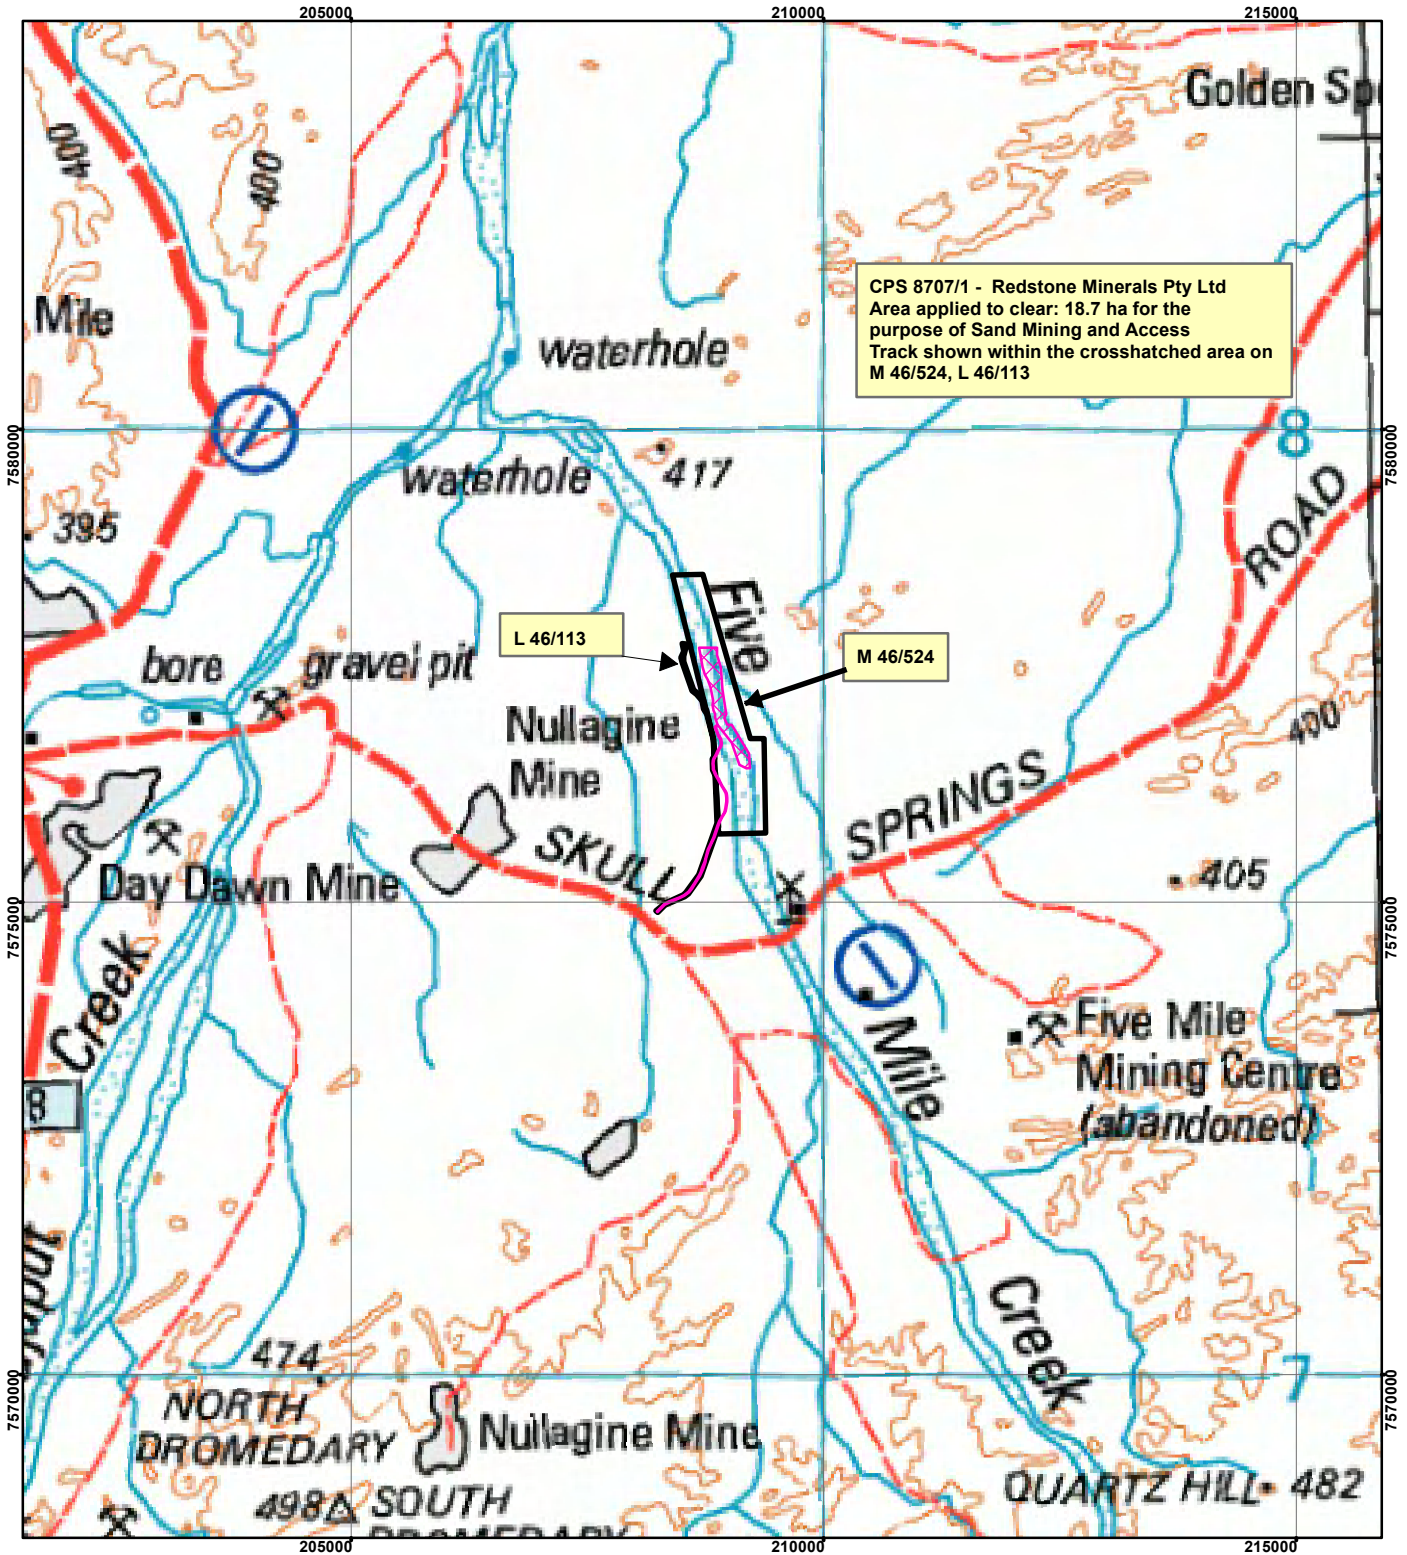 205000
210000
215000
Golden
400
400
CPS 8707/1 - Redstone Minerals Pty Ltd
Area applied to clear: 18.7 ha for the
purpose of Sand Mining and Access
Track shown within the crosshatched area on
M 46/524, L 46/113
Mile
waterhole
7580000
8
7580000
waterhole
417
ROAD
395
Five
L 46/113
M 46/524
bore
gravel pit
Nullagine
Mine
400
SPRINGS
SKULL
Day Dawn Mine
405
7575000
7575000
Creek
Mile
Five Mile
Mining Centre
(abandoned)
8
Creek
474
7
7570000
7570000
NORTH
DROMEDARY
Nullagine Mine
QUARTZ HILL
482
498
SOUTH
DROMEDARY
205000
210000
215000